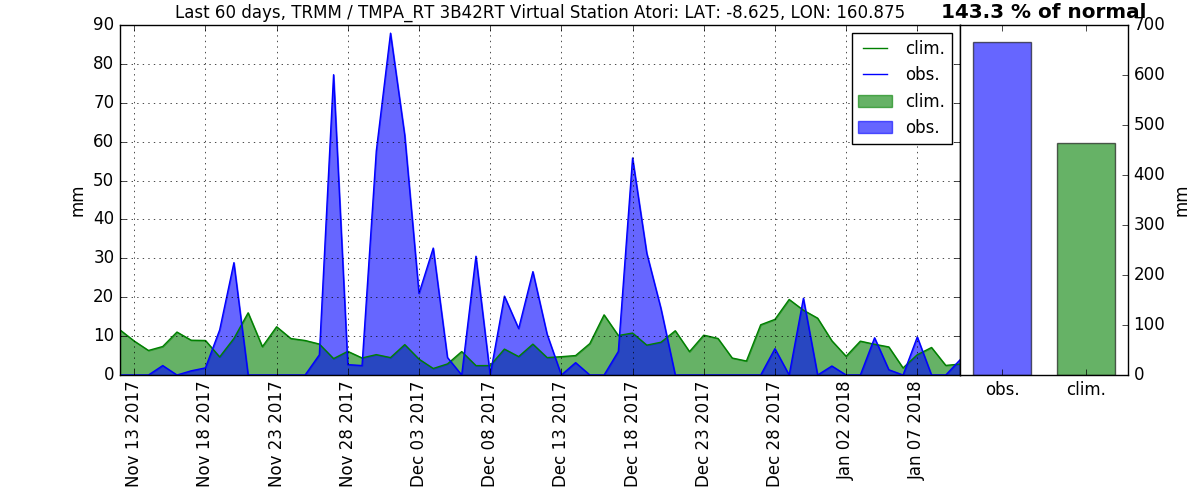 Last 60 days, TRMM / TMPA_RT 3B42RT Virtual Station Atori: LAT: -8.625, LON: 160.875
143.3 % of normal
90
80
70
60
50
40
30
20
10
0
mm
clim.
obs.
clim.
obs.
700
600
500
400
300
200
100
0
mm
Nov 13 2017
Nov 18 2017
Nov 23 2017
Nov 28 2017
Dec 03 2017
Dec 08 2017
Dec 13 2017
Dec 18 2017
Dec 23 2017
Dec 28 2017
Jan 02 2018
Jan 07 2018
obs.
clim.